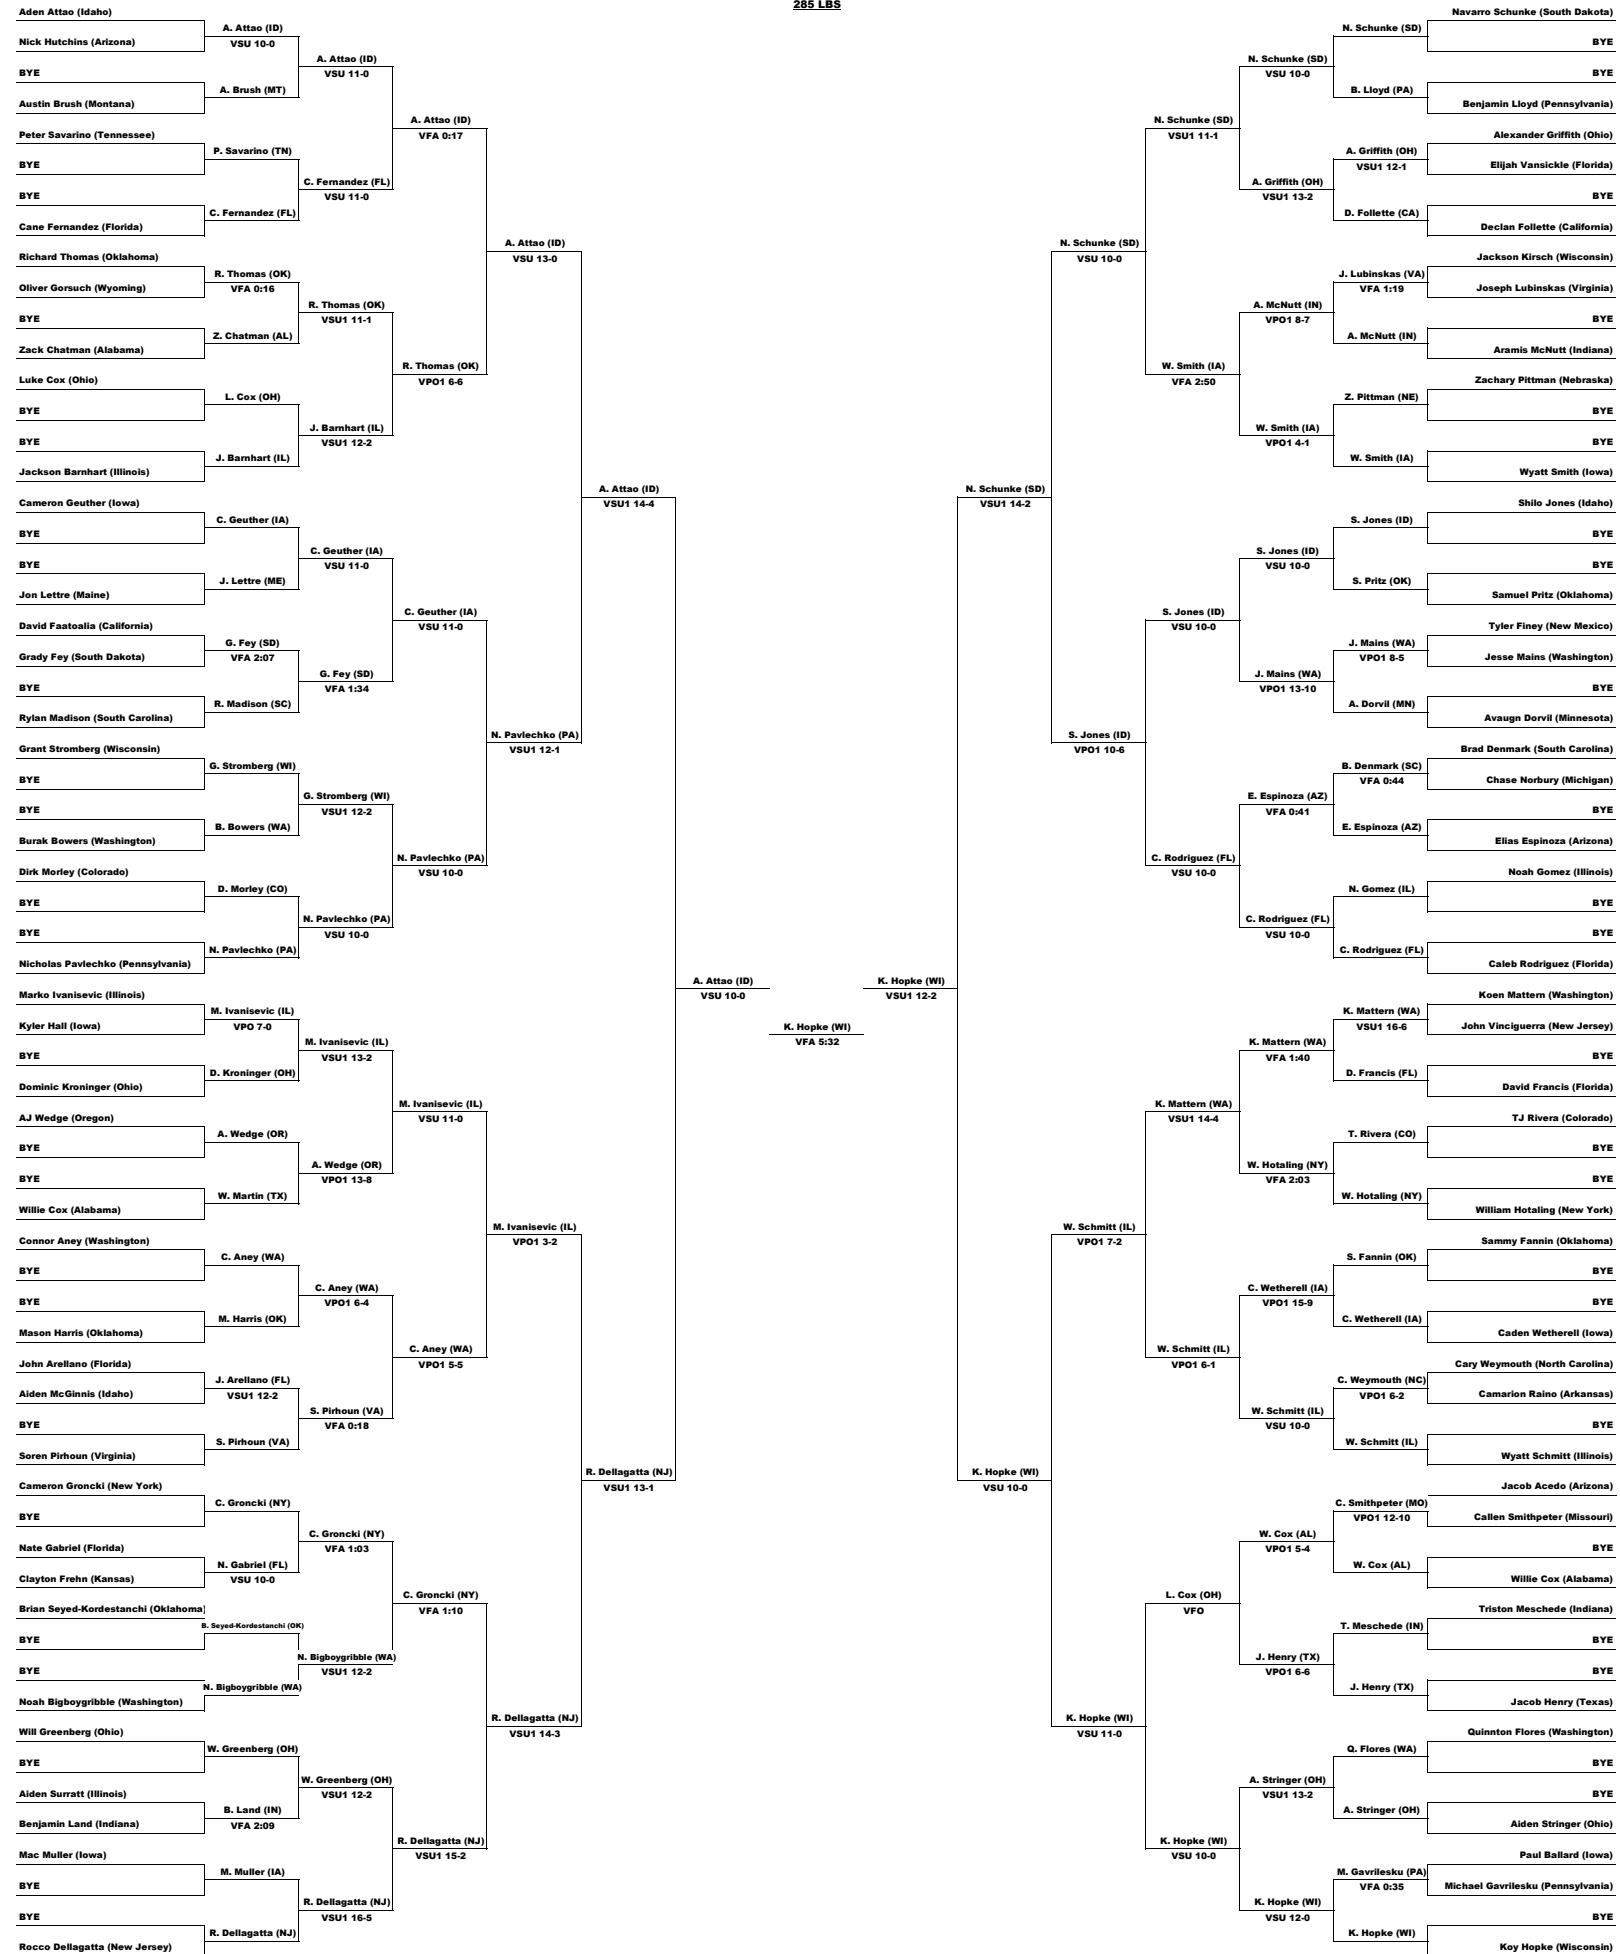 285 LBS
Aden Attao (Idaho)
A. Attao (ID)
Nick Hutchins (Arizona)
VSU 10-0
A. Attao (ID)
BYE
VSU 11-0
A. Brush (MT)
Austin Brush (Montana)
A. Attao (ID)
Peter Savarino (Tennessee)
VFA 0:17
P. Savarino (TN)
BYE
C. Fernandez (FL)
BYE
VSU 11-0
C. Fernandez (FL)
Cane Fernandez (Florida)
A. Attao (ID)
Richard Thomas (Oklahoma)
VSU 13-0
R. Thomas (OK)
Oliver Gorsuch (Wyoming)
VFA 0:16
R. Thomas (OK)
BYE
VSU1 11-1
Z. Chatman (AL)
Zack Chatman (Alabama)
R. Thomas (OK)
Luke Cox (Ohio)
VPO1 6-6
L. Cox (OH)
BYE
J. Barnhart (IL)
BYE
VSU1 12-2
J. Barnhart (IL)
Jackson Barnhart (Illinois)
A. Attao (ID)
Cameron Geuther (Iowa)
VSU1 14-4
C. Geuther (IA)
BYE
C. Geuther (IA)
BYE
VSU 11-0
J. Lettre (ME)
Jon Lettre (Maine)
C. Geuther (IA)
David Faatoalia (California)
VSU 11-0
G. Fey (SD)
Grady Fey (South Dakota)
VFA 2:07
G. Fey (SD)
BYE
VFA 1:34
R. Madison (SC)
Rylan Madison (South Carolina)
N. Pavlechko (PA)
Grant Stromberg (Wisconsin)
VSU1 12-1
G. Stromberg (WI)
BYE
G. Stromberg (WI)
BYE
VSU1 12-2
B. Bowers (WA)
Burak Bowers (Washington)
N. Pavlechko (PA)
Dirk Morley (Colorado)
VSU 10-0
D. Morley (CO)
BYE
N. Pavlechko (PA)
BYE
VSU 10-0
N. Pavlechko (PA)
Nicholas Pavlechko (Pennsylvania)
A. Attao (ID)
VSU 10-0
Marko Ivanisevic (Illinois)
M. Ivanisevic (IL)
Kyler Hall (Iowa)
VPO 7-0
M. Ivanisevic (IL)
BYE
VSU1 13-2
D. Kroninger (OH)
Dominic Kroninger (Ohio)
M. Ivanisevic (IL)
AJ Wedge (Oregon)
VSU 11-0
A. Wedge (OR)
BYE
A. Wedge (OR)
BYE
VPO1 13-8
W. Martin (TX)
Willie Cox (Alabama)
M. Ivanisevic (IL)
Connor Aney (Washington)
VPO1 3-2
C. Aney (WA)
BYE
C. Aney (WA)
BYE
VPO1 6-4
M. Harris (OK)
Mason Harris (Oklahoma)
C. Aney (WA)
John Arellano (Florida)
VPO1 5-5
J. Arellano (FL)
Aiden McGinnis (Idaho)
VSU1 12-2
S. Pirhoun (VA)
BYE
VFA 0:18
S. Pirhoun (VA)
Soren Pirhoun (Virginia)
R. Dellagatta (NJ)
Cameron Groncki (New York)
VSU1 13-1
C. Groncki (NY)
BYE
C. Groncki (NY)
Nate Gabriel (Florida)
VFA 1:03
N. Gabriel (FL)
Clayton Frehn (Kansas)
VSU 10-0
C. Groncki (NY)
Brian Seyed-Kordestanchi (Oklahoma)
VFA 1:10
B. Seyed-Kordestanchi (OK)
BYE
N. Bigboygribble (WA)
BYE
VSU1 12-2
N. Bigboygribble (WA)
Noah Bigboygribble (Washington)
R. Dellagatta (NJ)
Will Greenberg (Ohio)
VSU1 14-3
W. Greenberg (OH)
BYE
W. Greenberg (OH)
Aiden Surratt (Illinois)
VSU1 12-2
B. Land (IN)
Benjamin Land (Indiana)
VFA 2:09
R. Dellagatta (NJ)
Mac Muller (Iowa)
VSU1 15-2
M. Muller (IA)
BYE
R. Dellagatta (NJ)
BYE
VSU1 16-5
R. Dellagatta (NJ)
Rocco Dellagatta (New Jersey)
K. Hopke (WI)
VFA 5:32
Navarro Schunke (South Dakota)
N. Schunke (SD)
BYE
N. Schunke (SD)
BYE
VSU 10-0
B. Lloyd (PA)
Benjamin Lloyd (Pennsylvania)
N. Schunke (SD)
Alexander Griffith (Ohio)
VSU1 11-1
A. Griffith (OH)
Elijah Vansickle (Florida)
VSU1 12-1
A. Griffith (OH)
BYE
VSU1 13-2
D. Follette (CA)
Declan Follette (California)
N. Schunke (SD)
Jackson Kirsch (Wisconsin)
VSU 10-0
J. Lubinskas (VA)
Joseph Lubinskas (Virginia)
VFA 1:19
A. McNutt (IN)
BYE
VPO1 8-7
A. McNutt (IN)
Aramis McNutt (Indiana)
W. Smith (IA)
Zachary Pittman (Nebraska)
VFA 2:50
Z. Pittman (NE)
BYE
W. Smith (IA)
BYE
VPO1 4-1
W. Smith (IA)
Wyatt Smith (Iowa)
N. Schunke (SD)
Shilo Jones (Idaho)
VSU1 14-2
S. Jones (ID)
BYE
S. Jones (ID)
BYE
VSU 10-0
S. Pritz (OK)
Samuel Pritz (Oklahoma)
S. Jones (ID)
Tyler Finey (New Mexico)
VSU 10-0
J. Mains (WA)
Jesse Mains (Washington)
VPO1 8-5
J. Mains (WA)
BYE
VPO1 13-10
A. Dorvil (MN)
Avaugn Dorvil (Minnesota)
S. Jones (ID)
Brad Denmark (South Carolina)
VPO1 10-6
B. Denmark (SC)
Chase Norbury (Michigan)
VFA 0:44
E. Espinoza (AZ)
BYE
VFA 0:41
E. Espinoza (AZ)
Elias Espinoza (Arizona)
C. Rodriguez (FL)
Noah Gomez (Illinois)
VSU 10-0
N. Gomez (IL)
BYE
C. Rodriguez (FL)
BYE
VSU 10-0
C. Rodriguez (FL)
Caleb Rodriguez (Florida)
K. Hopke (WI)
VSU1 12-2
Koen Mattern (Washington)
K. Mattern (WA)
John Vinciguerra (New Jersey)
VSU1 16-6
K. Mattern (WA)
BYE
VFA 1:40
D. Francis (FL)
David Francis (Florida)
K. Mattern (WA)
TJ Rivera (Colorado)
VSU1 14-4
T. Rivera (CO)
BYE
W. Hotaling (NY)
BYE
VFA 2:03
W. Hotaling (NY)
William Hotaling (New York)
W. Schmitt (IL)
Sammy Fannin (Oklahoma)
VPO1 7-2
S. Fannin (OK)
BYE
C. Wetherell (IA)
BYE
VPO1 15-9
C. Wetherell (IA)
Caden Wetherell (Iowa)
W. Schmitt (IL)
Cary Weymouth (North Carolina)
VPO1 6-1
C. Weymouth (NC)
Camarion Raino (Arkansas)
VPO1 6-2
W. Schmitt (IL)
BYE
VSU 10-0
W. Schmitt (IL)
Wyatt Schmitt (Illinois)
K. Hopke (WI)
Jacob Acedo (Arizona)
VSU 10-0
C. Smithpeter (MO)
Callen Smithpeter (Missouri)
VPO1 12-10
W. Cox (AL)
BYE
VPO1 5-4
W. Cox (AL)
Willie Cox (Alabama)
L. Cox (OH)
Triston Meschede (Indiana)
VFO
T. Meschede (IN)
BYE
J. Henry (TX)
BYE
VPO1 6-6
J. Henry (TX)
Jacob Henry (Texas)
K. Hopke (WI)
Quinnton Flores (Washington)
VSU 11-0
Q. Flores (WA)
BYE
A. Stringer (OH)
BYE
VSU1 13-2
A. Stringer (OH)
Aiden Stringer (Ohio)
K. Hopke (WI)
Paul Ballard (Iowa)
VSU 10-0
M. Gavrilesku (PA)
Michael Gavrilesku (Pennsylvania)
VFA 0:35
K. Hopke (WI)
BYE
VSU 12-0
K. Hopke (WI)
Koy Hopke (Wisconsin)